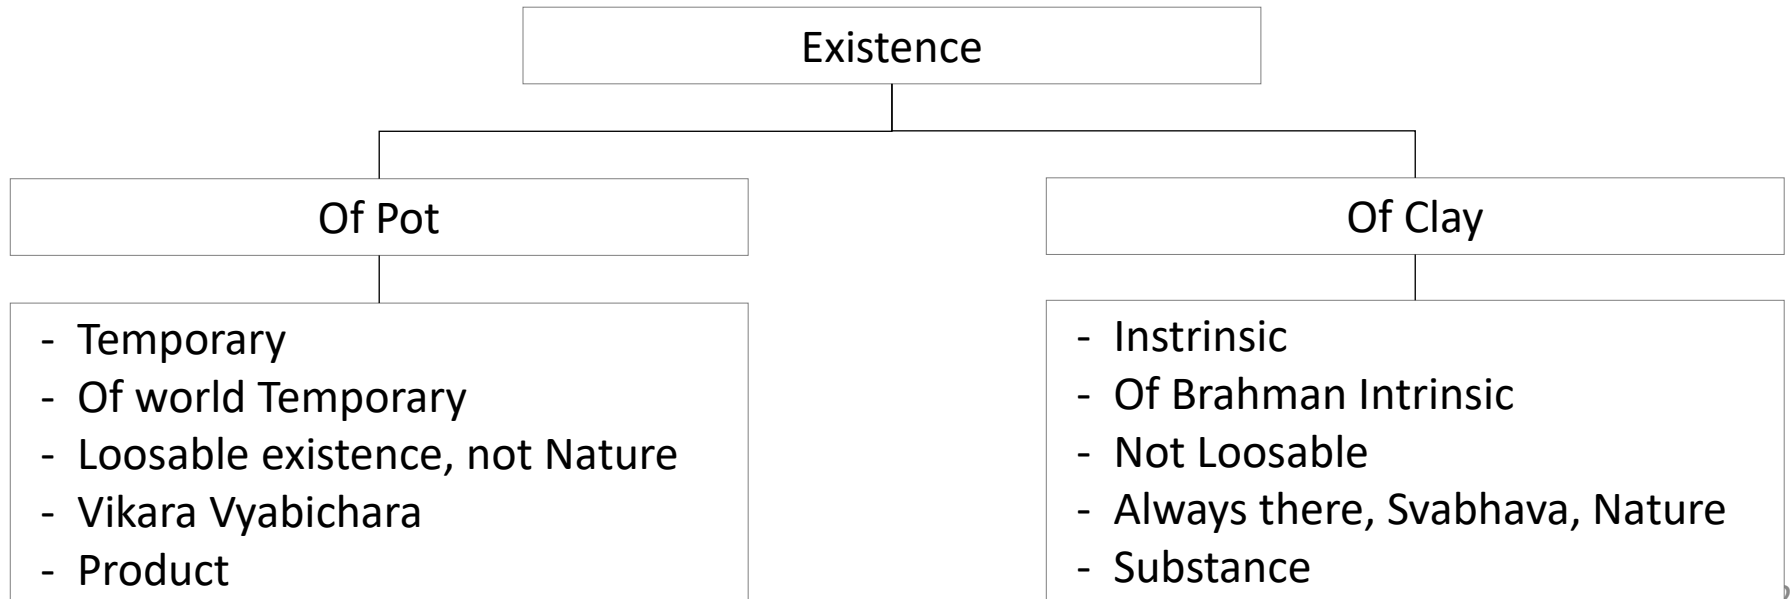 Existence
Of Pot
- Temporary
- Of world Temporary
- Loosable existence, not Nature
- Vikara Vyabichara
- Product
Of Clay
- Instrinsic
- Of Brahman Intrinsic
- Not Loosable
- Always there, Svabhava, Nature
- Substance